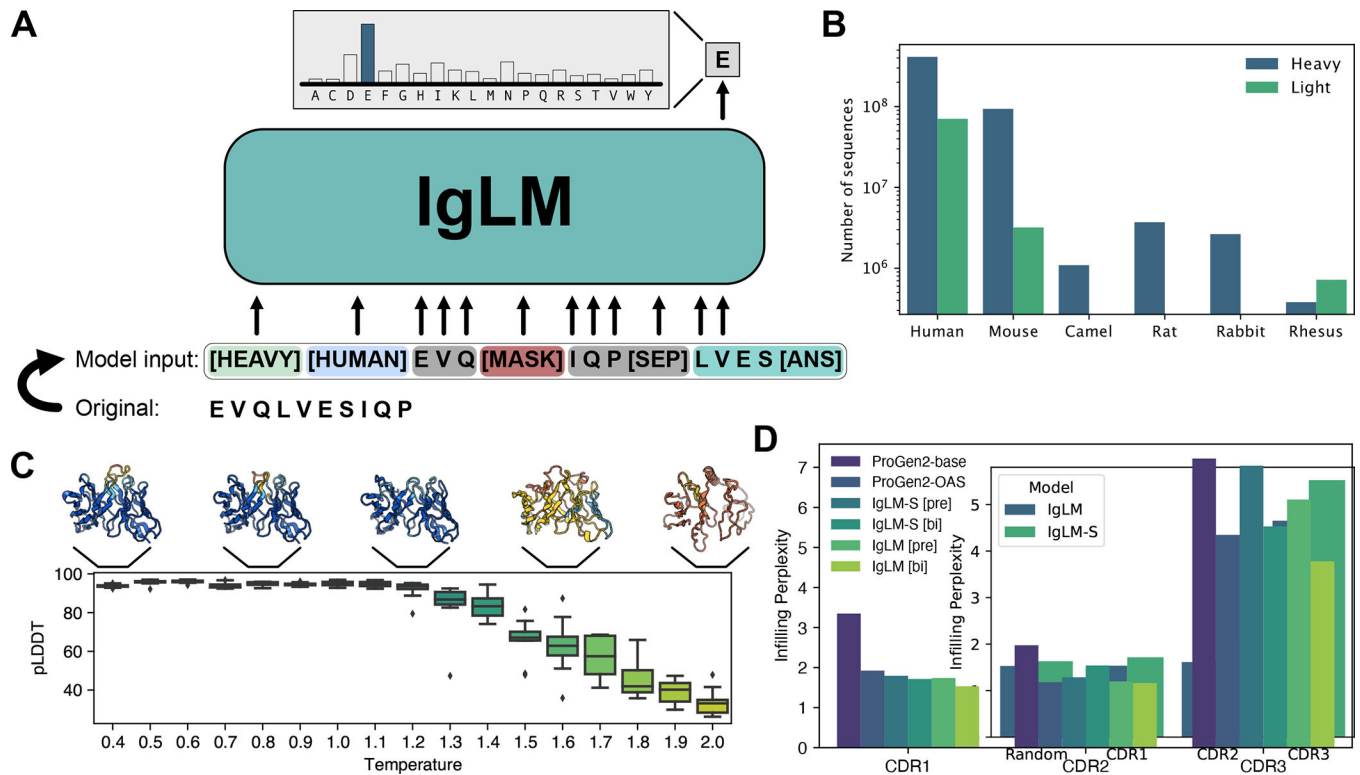 A
E
A C D E F G H I K L M N P Q R S T V W Y
IgLM
Model input: [HEAVY] [HUMAN] E V Q [MASK] I Q P [SEP] L V E S [ANS]
Original: E V Q L V E S I Q P
B
Heavy
Light
Number of sequences
10⁸
10⁷
10⁶
Human Mouse Camel Rat Rabbit Rhesus
C
pLDDT
100
80
60
40
0.4 0.5 0.6 0.7 0.8 0.9 1.0 1.1 1.2 1.3 1.4 1.5 1.6 1.7 1.8 1.9 2.0
Temperature
D
Infilling Perplexity
7
6
5
4
3
2
1
0
ProGen2-base
ProGen2-OAS
IgLM-S [pre]
IgLM-S [bi]
IgLM [pre]
IgLM [bi]
Infilling Perplexity
5
4
3
2
Model
IgLM
IgLM-S
Random CDR1 CDR2 CDR3
CDR1 CDR2 CDR3